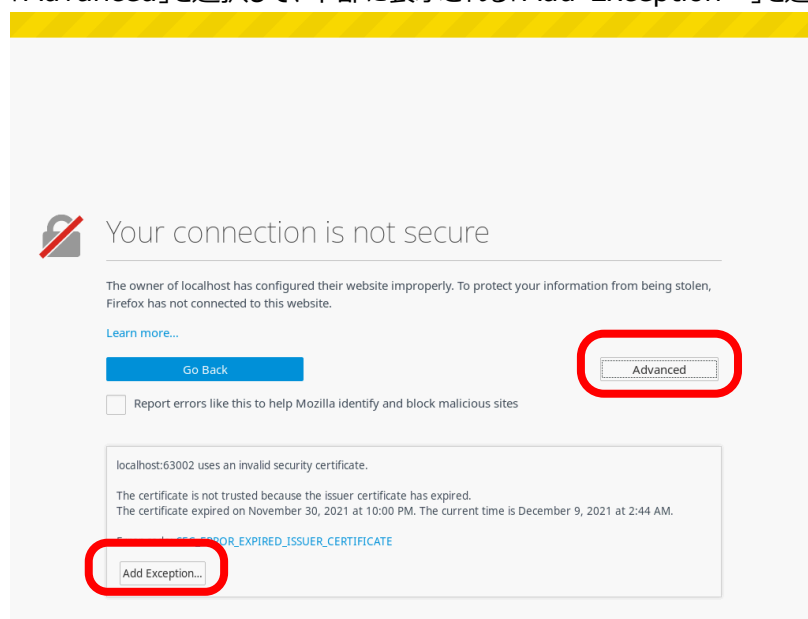 Your connection is not secure
The owner of localhost has configured their website improperly. To protect your information from being stolen,
Firefox has not connected to this website.
Learn more...
Go Back
Advanced
Report errors like this to help Mozilla identify and block malicious sites
localhost:63002 uses an invalid security certificate.
The certificate is not trusted because the issuer certificate has expired.
The certificate expired on November 30, 2021 at 10:00 PM. The current time is December 9, 2021 at 2:44 AM.
SEC_ERROR_EXPIRED_ISSUER_CERTIFICATE
Add Exception...